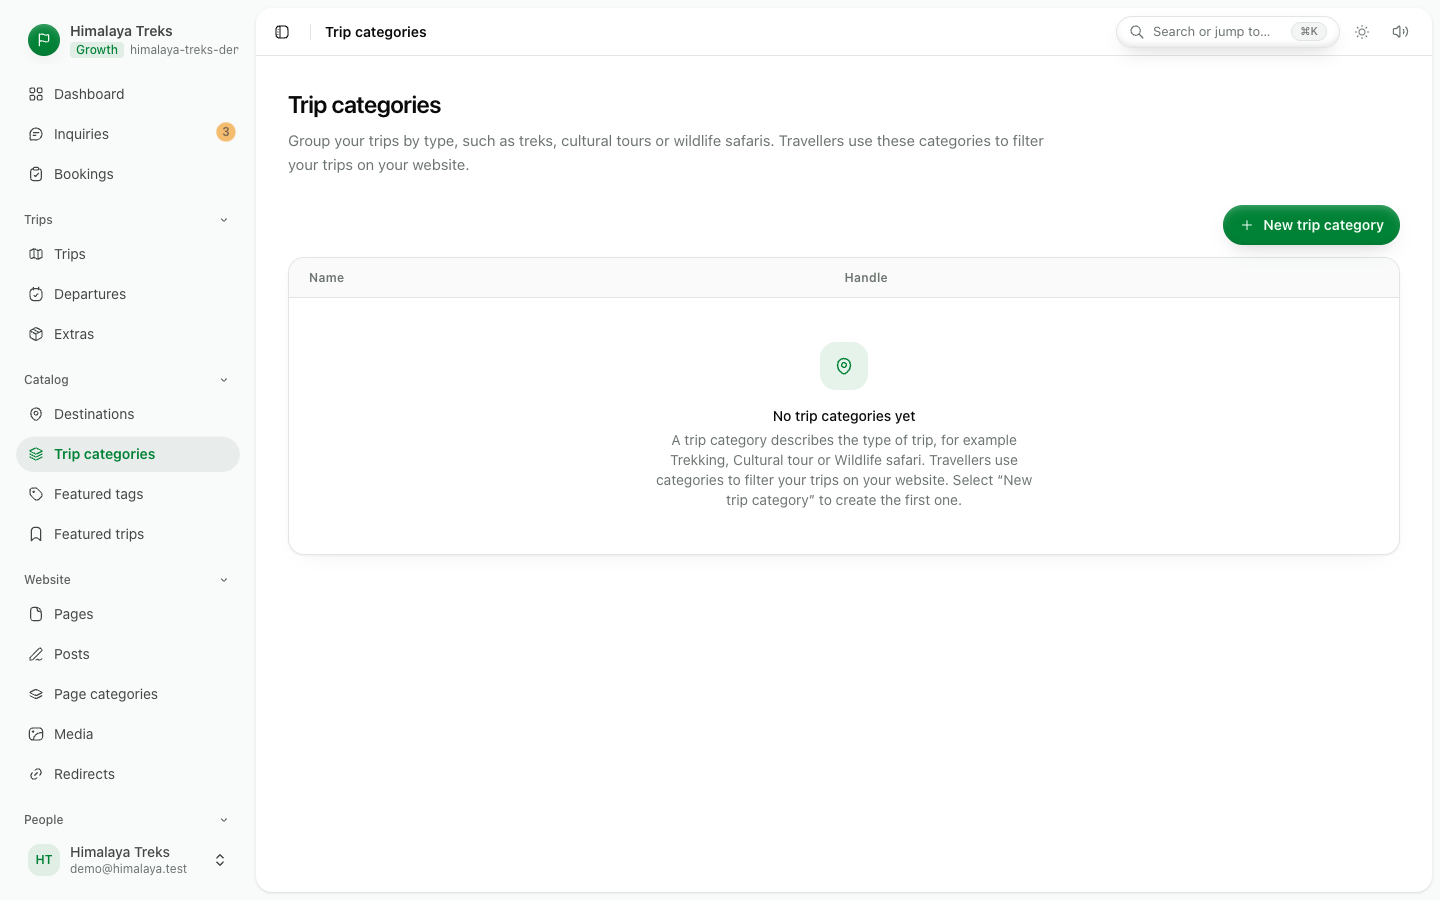 Himalaya Treks
Growth himalaya-treks-der
Dashboard
Inquiries 3
Bookings
Trips
Trips
Departures
Extras
Catalog
Destinations
Trip categories
Featured tags
Featured trips
Website
Pages
Posts
Page categories
Media
Redirects
People
HT
Himalaya Treks
demo@himalaya.test
Trip categories
Search or jump to... ⌘K
Trip categories
Group your trips by type, such as treks, cultural tours or wildlife safaris. Travellers use these categories to filter
your trips on your website.
New trip category
Name Handle
No trip categories yet
A trip category describes the type of trip, for example
Trekking, Cultural tour or Wildlife safari. Travellers use
categories to filter your trips on your website. Select “New
trip category” to create the first one.